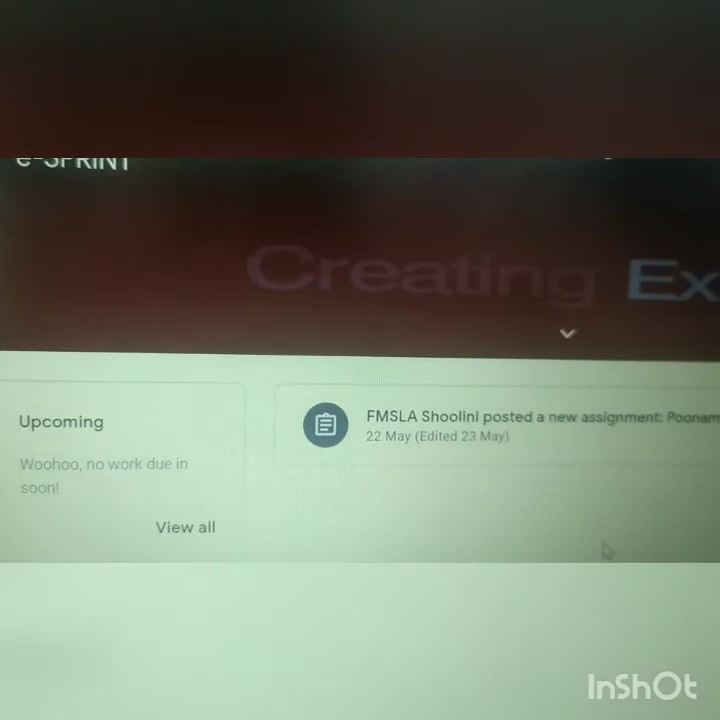 e-SPRINT
Creating Ex
Upcoming
FMSLA Shoolini posted a new assignment: Poonam
22 May (Edited 23 May)
Woohoo, no work due in
soon!
View all
InShOt